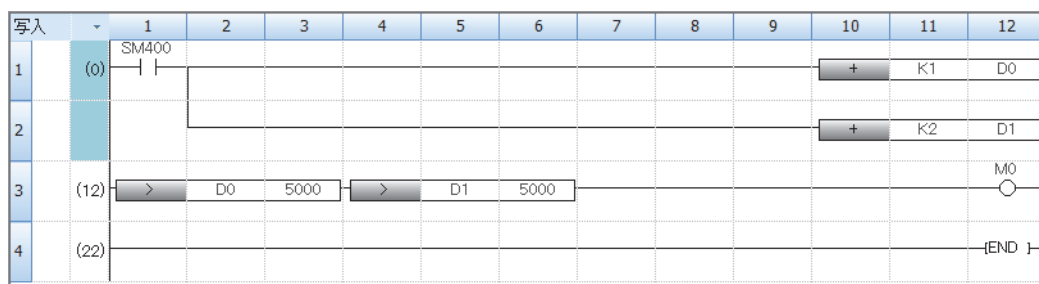 写入 1 2 3 4 5 6 7 8 9 10 11 12
SM400
1 (0) + K1 D0
2 + K2 D1
M0
3 (12) > D0 5000 > D1 5000
4 (22) END